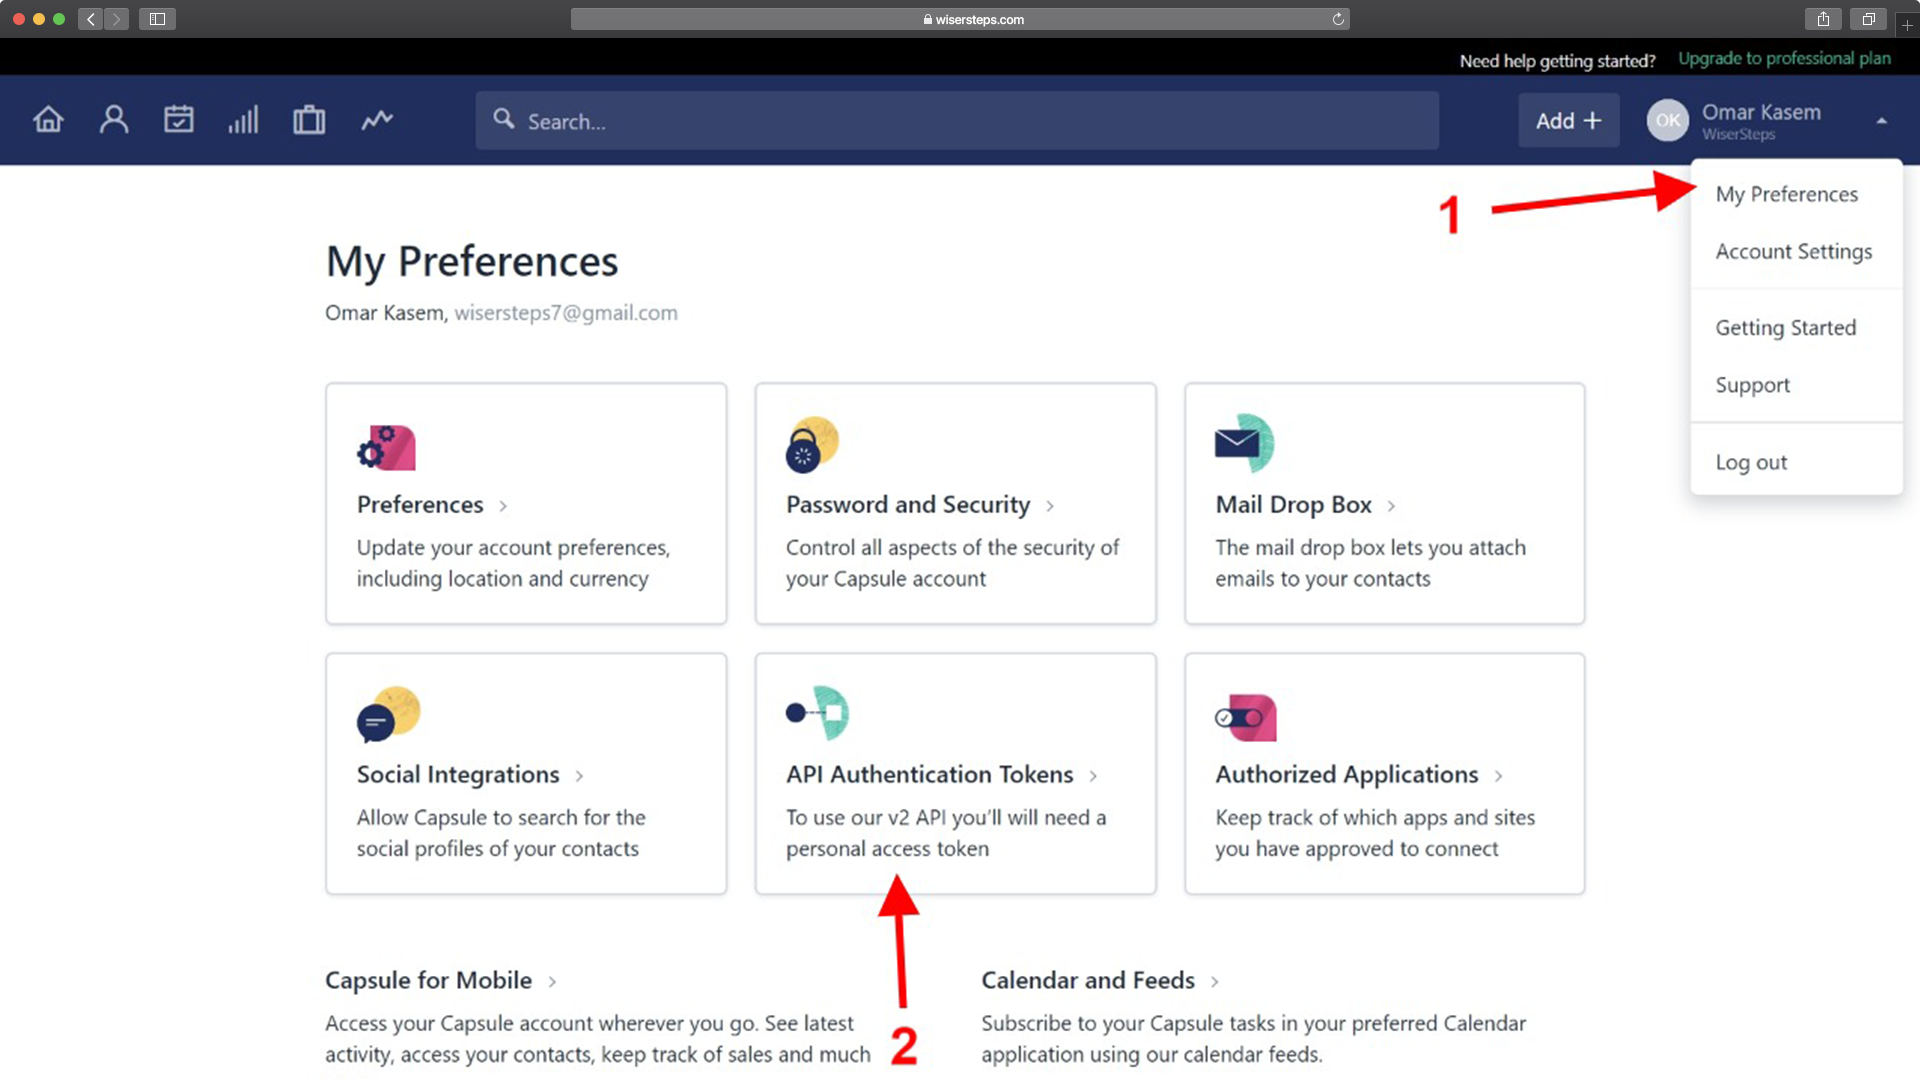 wisersteps.com
Need help getting started? Upgrade to professional plan
Search...
Add +
OK
Omar Kasem
WiserSteps
1
My Preferences
Account Settings
Getting Started
Support
Log out
My Preferences
Omar Kasem, wisersteps7@gmail.com
Preferences
Update your account preferences,
including location and currency
Password and Security
Control all aspects of the security of
your Capsule account
Mail Drop Box
The mail drop box lets you attach
emails to your contacts
Social Integrations
Allow Capsule to search for the
social profiles of your contacts
API Authentication Tokens
To use our v2 API you'll will need a
personal access token
Authorized Applications
Keep track of which apps and sites
you have approved to connect
2
Capsule for Mobile
Access your Capsule account wherever you go. See latest
activity, access your contacts, keep track of sales and much
Calendar and Feeds
Subscribe to your Capsule tasks in your preferred Calendar
application using our calendar feeds.